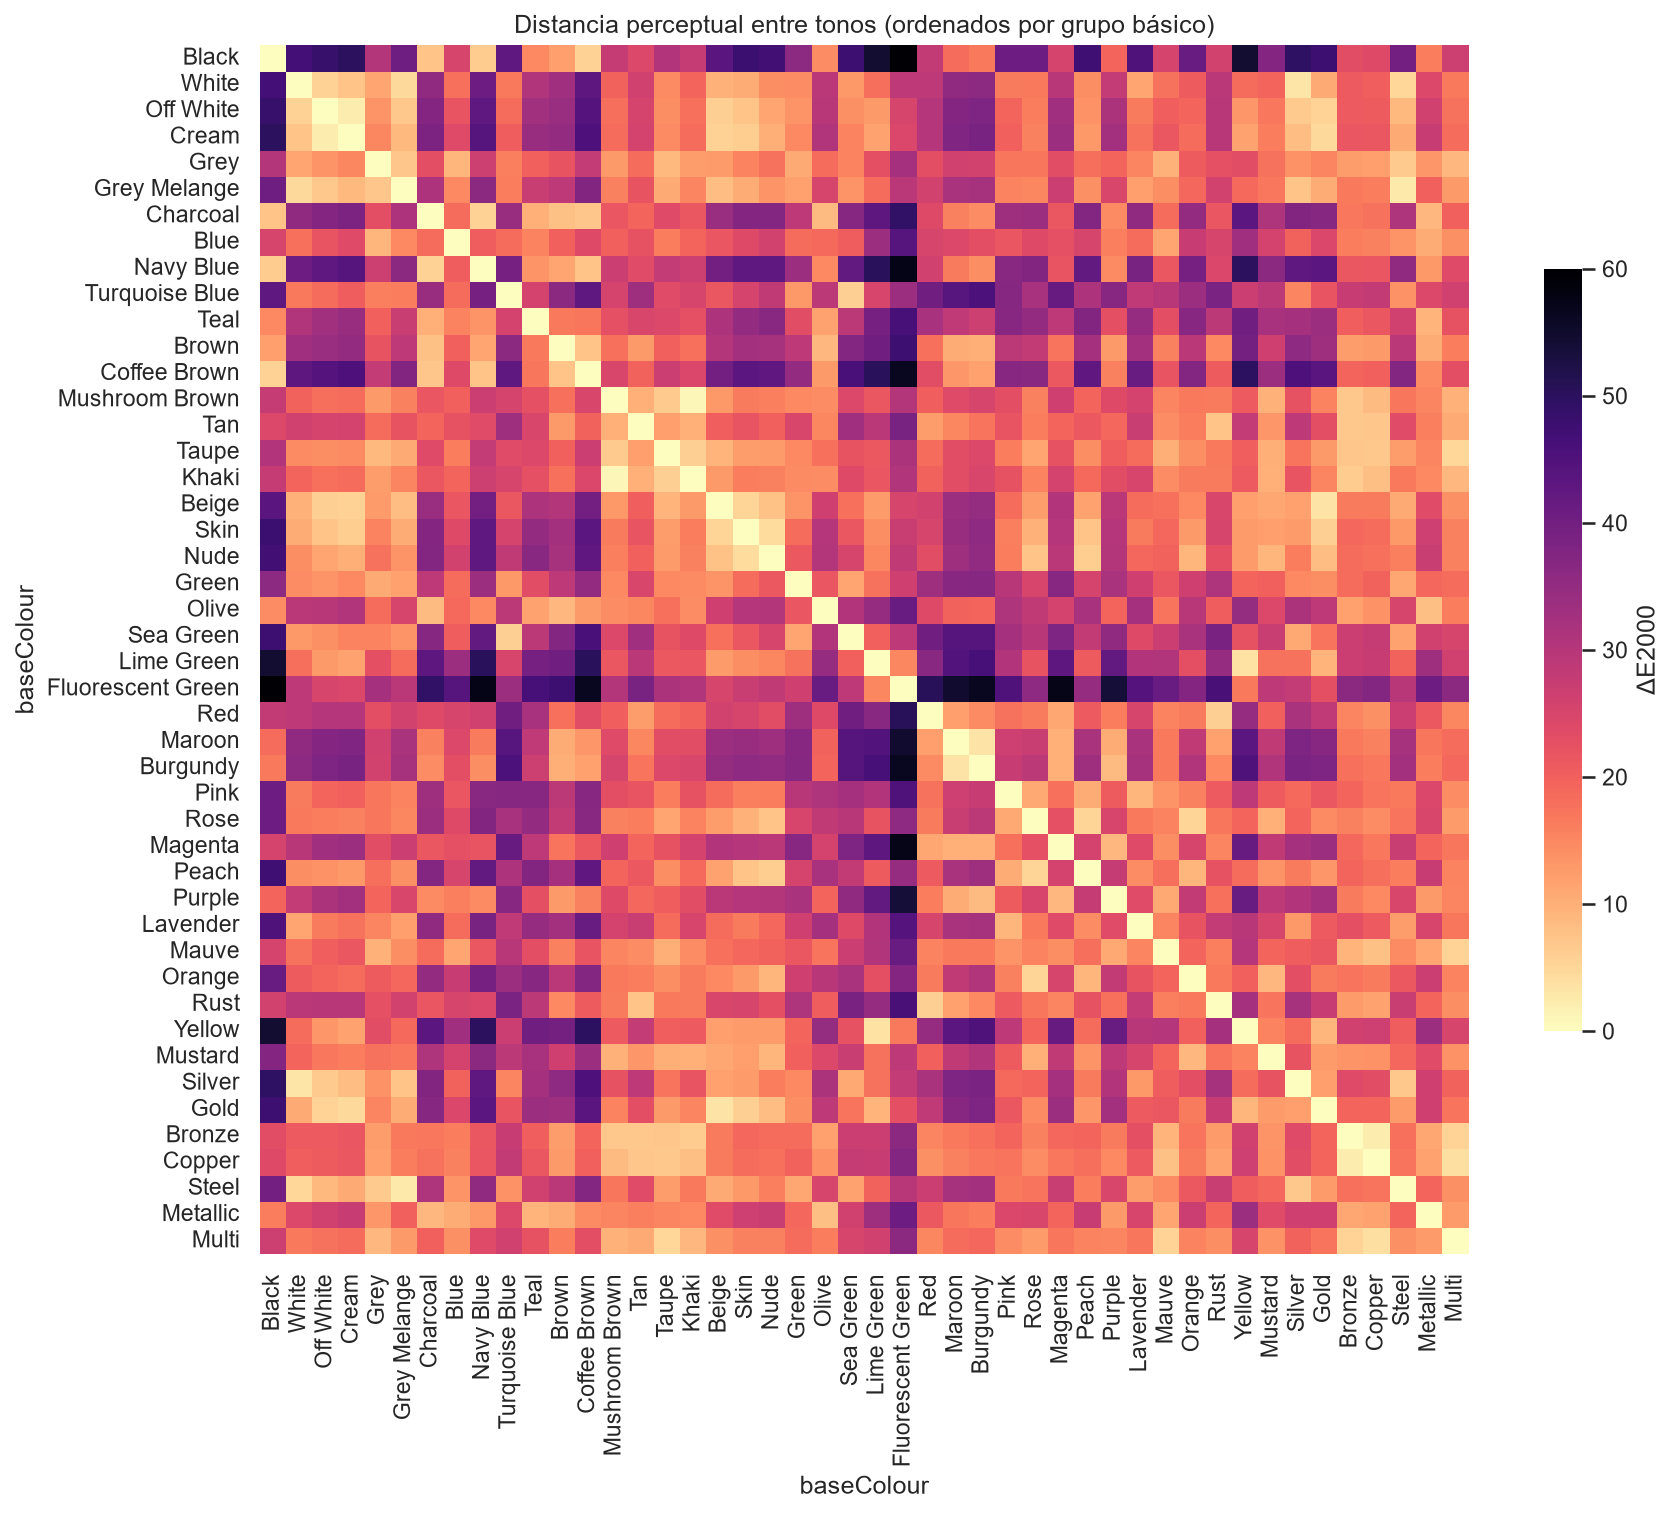 Distancia perceptual entre tonos (ordenados por grupo básico)
baseColour
Black
White
Off White
Cream
Grey
Grey Melange
Charcoal
Blue
Navy Blue
Turquoise Blue
Teal
Brown
Coffee Brown
Mushroom Brown
Tan
Taupe
Khaki
Beige
Skin
Nude
Green
Olive
Sea Green
Lime Green
Fluorescent Green
Red
Maroon
Burgundy
Pink
Rose
Magenta
Peach
Purple
Lavender
Mauve
Orange
Rust
Yellow
Mustard
Silver
Gold
Bronze
Copper
Steel
Metallic
Multi
Black
White
Off White
Cream
Grey
Grey Melange
Charcoal
Blue
Navy Blue
Turquoise Blue
Teal
Brown
Coffee Brown
Mushroom Brown
Tan
Taupe
Khaki
Beige
Skin
Nude
Green
Olive
Sea Green
Lime Green
Fluorescent Green
Red
Maroon
Burgundy
Pink
Rose
Magenta
Peach
Purple
Lavender
Mauve
Orange
Rust
Yellow
Mustard
Silver
Gold
Bronze
Copper
Steel
Metallic
Multi
baseColour
60
50
40
30
20
10
0
ΔE2000